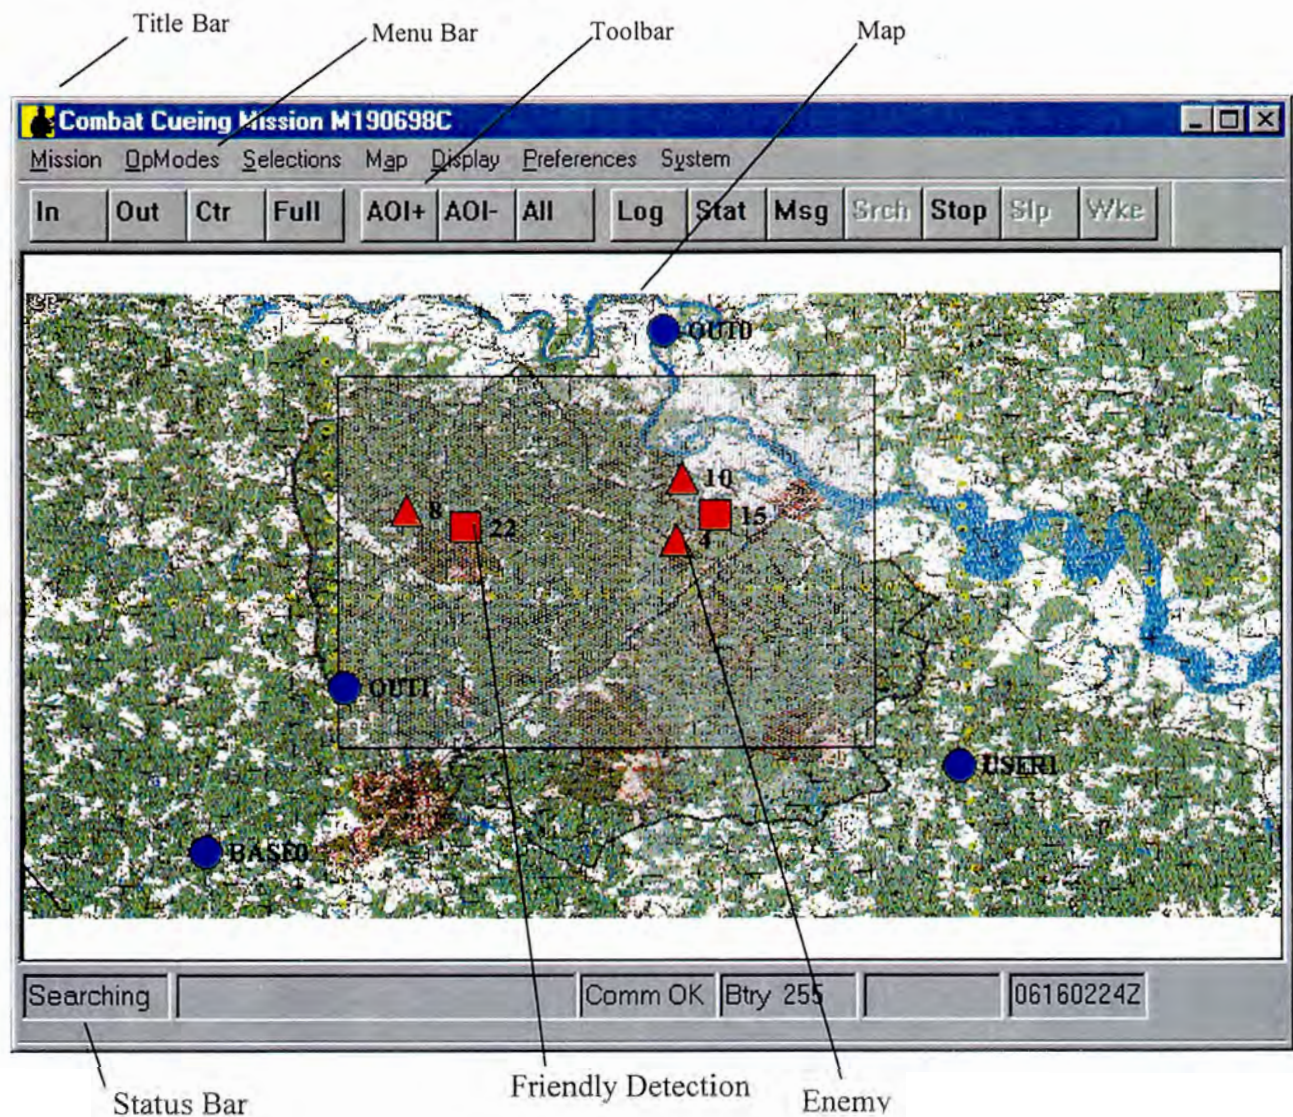 Title Bar
Menu Bar
Toolbar
Map
Combat Cueing Mission M190698C
Mission OpModes Selections Map Display Preferences System
In Out Ctr Full AOI+ AOI- All Log Stat Msg Srch Stop Slp Wke
OUT0
10
8
22
15
4
OUT1
USER1
BASE0
Searching Comm OK Btry 255 06160224Z
Status Bar
Friendly Detection
Enemy